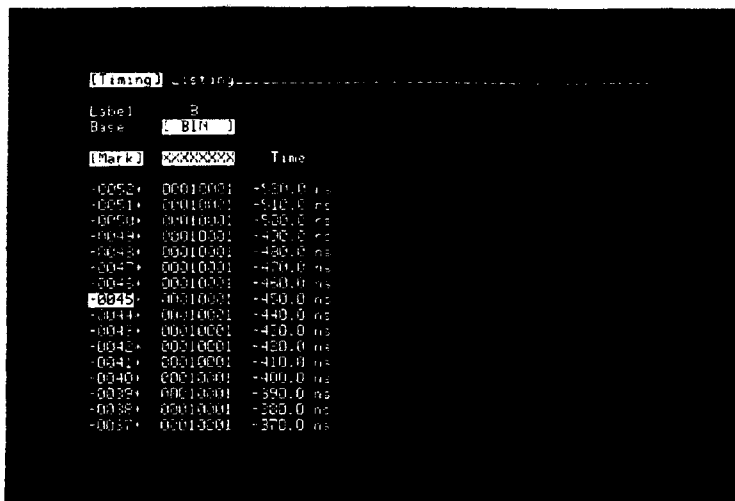 [Timing] Listing
Label B
Base [ BIN ]
[Mark] XXXXXXXX Time
-0052+ 00010001 -520.0 ns
-0051+ 00010001 -510.0 ns
-0050+ 00010001 -500.0 ns
-0049+ 00010001 -490.0 ns
-0048+ 00010001 -480.0 ns
-0047+ 00010001 -470.0 ns
-0046+ 00010001 -460.0 ns
-0045+ 00010001 -450.0 ns
-0044+ 00010001 -440.0 ns
-0043+ 00010001 -430.0 ns
-0042+ 00010001 -420.0 ns
-0041+ 00010001 -410.0 ns
-0040+ 00010001 -400.0 ns
-0039+ 00010001 -390.0 ns
-0038+ 00010001 -380.0 ns
-0037+ 00010001 -370.0 ns